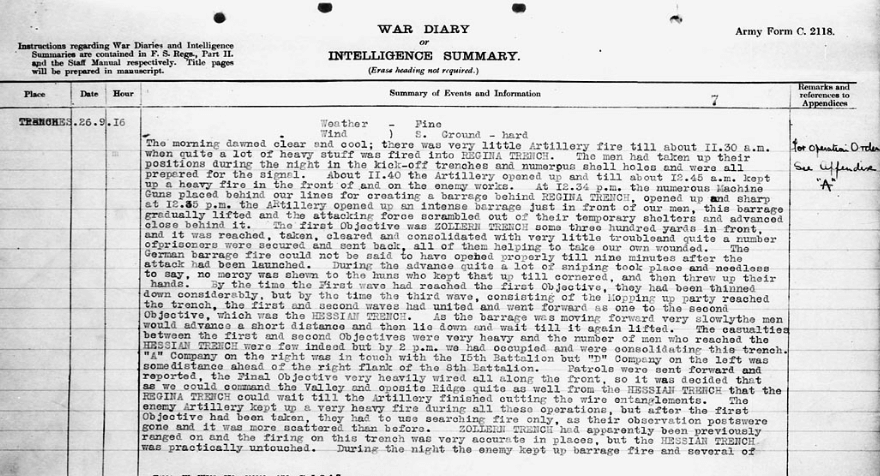 WAR DIARY
or
INTELLIGENCE SUMMARY.
(Erase heading not required.)
Army Form C. 2118.
Instructions regarding War Diaries and Intelligence
Summaries are contained in F. S. Regs., Part II.
and the Staff Manual respectively. Title pages
will be prepared in manuscript.
Place Date Hour Summary of Events and Information Remarks and
references to
Appendices
7
TRENCHES.26.9.16 Weather - Fine
Wind ) S. Ground - hard
The morning dawned clear and cool; there was very little Artillery fire till about 11.30 a.m.
when quite a lot of heavy stuff was fired into REGINA TRENCH. The men had taken up their
positions during the night in the kick-off trenches and numerous shell holes and were all
prepared for the signal. About 11.40 the Artillery opened up and till about 12.45 a.m. kept
up a heavy fire in the front of and on the enemy works. At 12.34 p.m. the numerous Machine
Guns placed behind our lines for creating a barrage behind REGINA TRENCH, opened up and sharp
at 12.35 p.m. the Artillery opened up an intense barrage just in front of our men, this barrage
gradually lifted and the attacking force scrambled out of their temporary shelters and advanced
close behind it. The first Objective was ZOLLERN TRENCH some three hundred yards in front,
and it was reached, taken, cleared and consolidated with very little troubleand quite a number
ofprisoners were secured and sent back, all of them helping to take our own wounded. The
German barrage fire could not be said to have opened properly till nine minutes after the
attack had been launched. During the advance quite a lot of sniping took place and needless
to say, no mercy was shewn to the huns who kept that up till cornered, and then threw up their
hands. By the time the First wave had reached the first Objective, they had been thinned
down considerably, but by the time the third wave, consisting of the Mopping up party reached
the trench, the first and second waves had united and went forward as one to the second
Objective, which was the HESSIAN TRENCH. As the barrage was moving forward very slowlythe men
would advance a short distance and then lie down and wait till it again lifted. The casualties
between the first and second Objectives were very heavy and the number of men who reached the
HESSIAN TRENCH were few indeed but by 2 p.m. we had occupied and were consolidating this trench.
"A" Company on the right was in touch with the 15th Battalion but "D" Company on the left was
somedistance ahead of the right flank of the 8th Battalion. Patrols were sent forward and
reported, the Final Objective very heavily wired all along the front, so it was decided that
as we could command the Valley and oposite Ridge quite as well from the HESSIAN TRENCH that the
REGINA TRENCH could wait till the Artillery finished cutting the wire entanglements. The
enemy Artillery kept up a very heavy fire during all these operations, but after the first
Objective had been taken, they had to use searching fire only, as their observation postswere
gone and it was more scattered than before. ZOLLERN TRENCH had apparently been previously
ranged on and the firing on this trench was very accurate in places, but the HESSIAN TRENCH
was practically untouched. During the night the enemy kept up barrage fire and several of
For operation Order
See Appendix
"A"